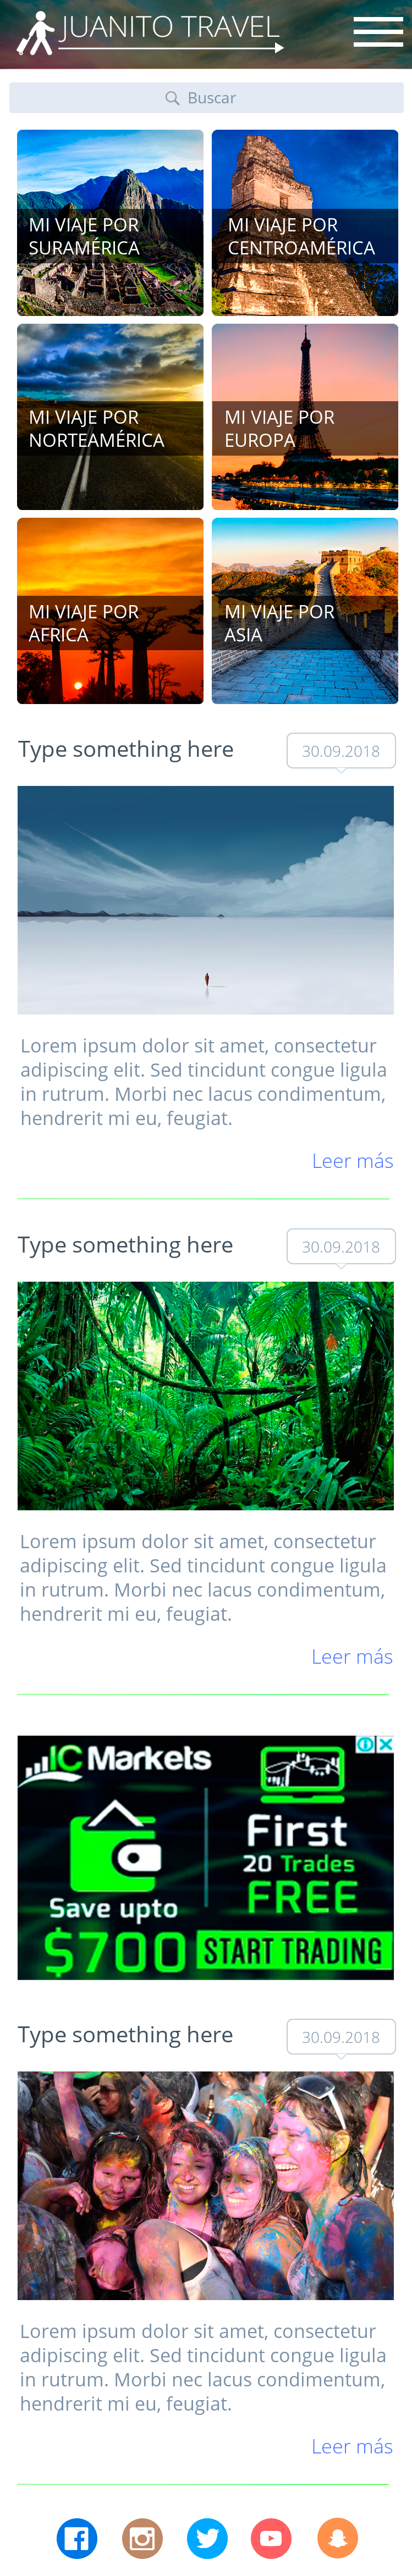 JUANITO TRAVEL
Buscar
MI VIAJE POR
SURAMÉRICA
MI VIAJE POR
CENTROAMÉRICA
MI VIAJE POR
NORTEAMÉRICA
MI VIAJE POR
EUROPA
MI VIAJE POR
AFRICA
MI VIAJE POR
ASIA
Type something here
30.09.2018
Lorem ipsum dolor sit amet, consectetur
adipiscing elit. Sed tincidunt congue ligula
in rutrum. Morbi nec lacus condimentum,
hendrerit mi eu, feugiat.
Leer más
Type something here
30.09.2018
Lorem ipsum dolor sit amet, consectetur
adipiscing elit. Sed tincidunt congue ligula
in rutrum. Morbi nec lacus condimentum,
hendrerit mi eu, feugiat.
Leer más
IC Markets
Save upto
$700
First
20 Trades
FREE
START TRADING
Type something here
30.09.2018
Lorem ipsum dolor sit amet, consectetur
adipiscing elit. Sed tincidunt congue ligula
in rutrum. Morbi nec lacus condimentum,
hendrerit mi eu, feugiat.
Leer más